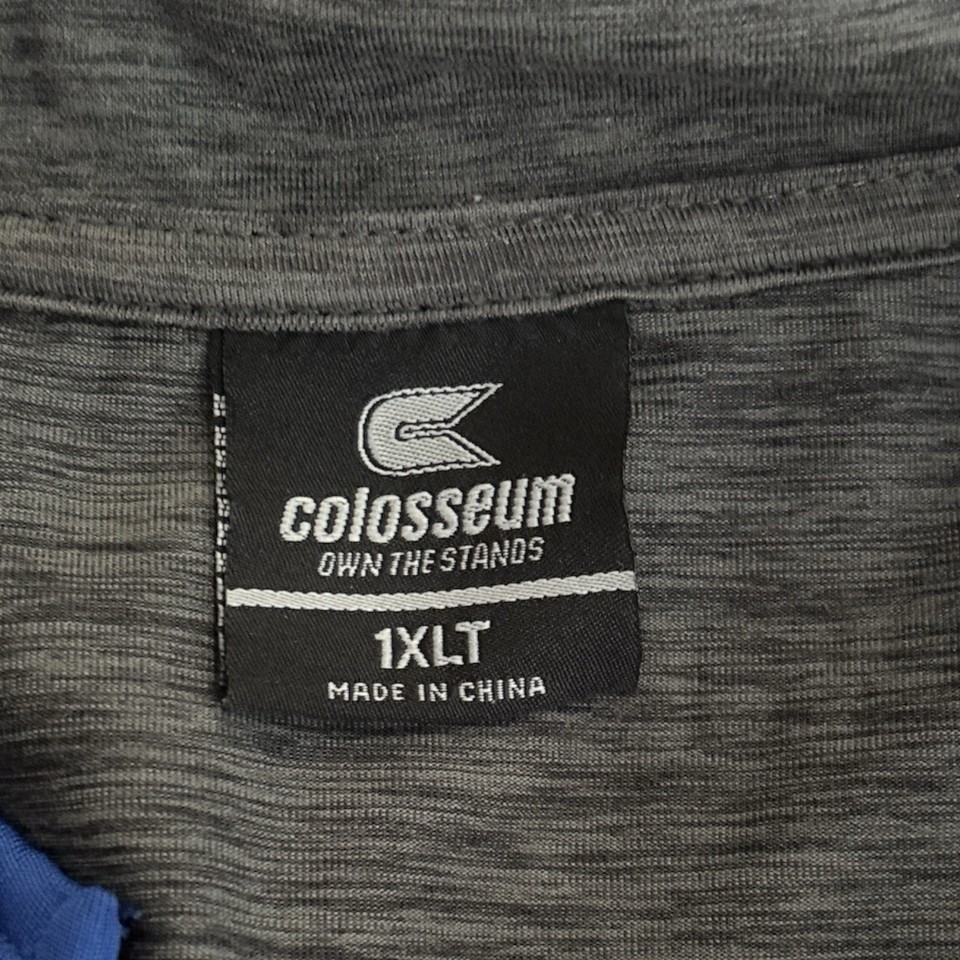 colosseum
OWN THE STANDS
1XLT
MADE IN CHINA